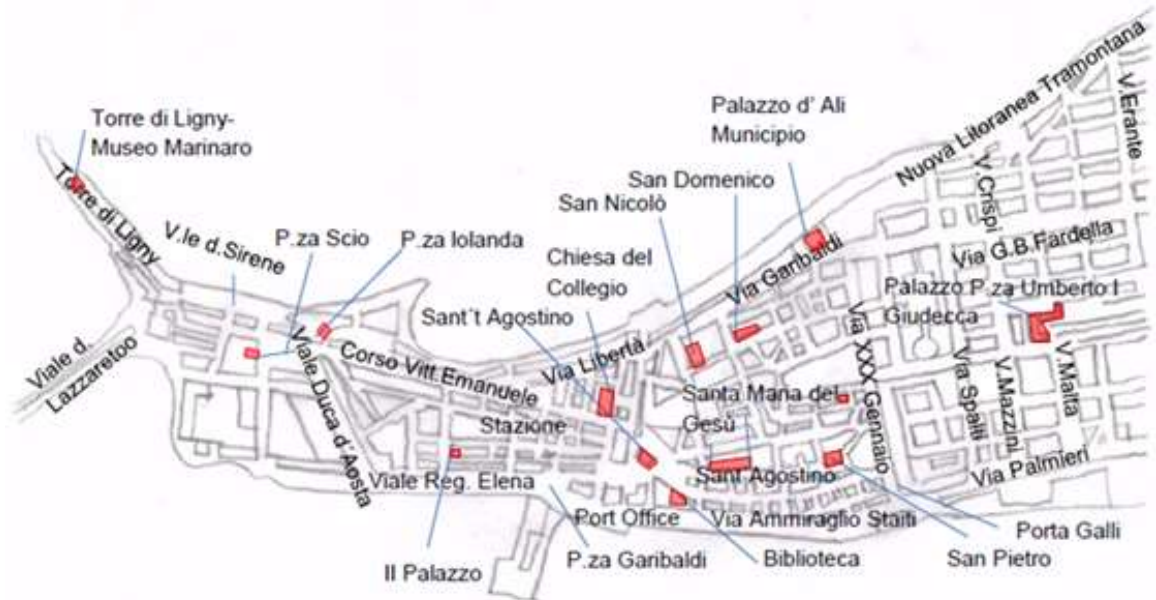 Torre di Ligny-
Museo Marinaro
Palazzo d' Ali
Municipio
Nuova Litoranea Tramontana
V.Erante
V.Crispi
San Domenico
San Nicolò
Torre di Ligny
V.le d.Sirene
P.za Scio
P.za Iolanda
Chiesa del
Collegio
Via Garibaldi
Via G.B.Fardella
Palazzo P.za Umberto I
Giudecca
Sant't Agostino
Via Libertà
Viale d.
Lazzaretoo
Viale.Duca d'Aosta
Corso Vitt.Emanuele
Via XXX Gennaio
Via Spalti
V.Mazzini
V.Malta
Santa Maria del
Gesù
Stazione
Viale Reg. Elena
Sant Agostino
Via Palmieri
Port Office
Via Ammiraglio Staiti
Porta Galli
Il Palazzo
P.za Garibaldi
Biblioteca
San Pietro